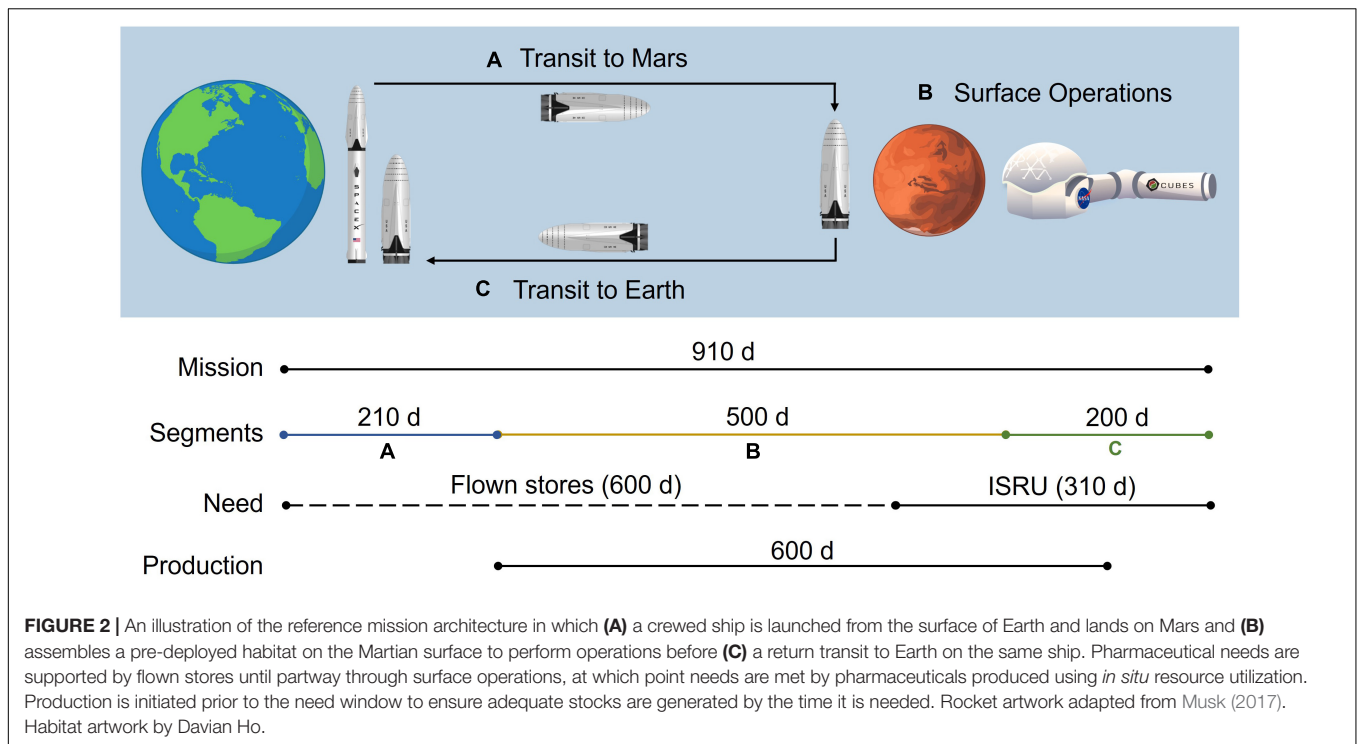 A Transit to Mars
B Surface Operations
SPACEX
NASA
CUBES
C Transit to Earth
Mission
910 d
Segments
210 d
500 d
200 d
A
B
C
Need
Flown stores (600 d)
ISRU (310 d)
Production
600 d
FIGURE 2 | An illustration of the reference mission architecture in which (A) a crewed ship is launched from the surface of Earth and lands on Mars and (B)
assembles a pre-deployed habitat on the Martian surface to perform operations before (C) a return transit to Earth on the same ship. Pharmaceutical needs are
supported by flown stores until partway through surface operations, at which point needs are met by pharmaceuticals produced using in situ resource utilization.
Production is initiated prior to the need window to ensure adequate stocks are generated by the time it is needed. Rocket artwork adapted from Musk (2017).
Habitat artwork by Davian Ho.